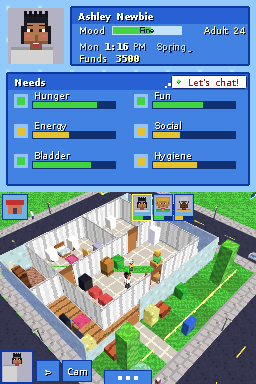 Ashley Newbie
Mood Fine Adult 24
Mon 1:16 PM Spring
Funds 3500
Needs
Let's chat!
Hunger
Fun
Energy
Social
Bladder
Hygiene
Cam